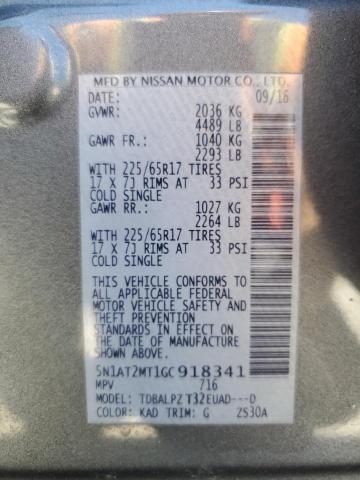 MFD BY NISSAN MOTOR CO., LTD.
DATE: 09/16
GVWR: 2036 KG
4489 LB
GAWR FR.: 1040 KG
2293 LB
WITH 225/65R17 TIRES
17 X 7J RIMS AT 33 PSI
COLD SINGLE
GAWR RR.: 1027 KG
2264 LB
WITH 225/65R17 TIRES
17 X 7J RIMS AT 33 PSI
COLD SINGLE
THIS VEHICLE CONFORMS TO
ALL APPLICABLE FEDERAL
MOTOR VEHICLE SAFETY AND
THEFT PREVENTION
STANDARDS IN EFFECT ON
THE DATE OF MANUFACTURE
SHOWN ABOVE.
5N1AT2MT1GC918341
MPV 716
MODEL: TDBALPZ T32EUAD---D
COLOR: KAD TRIM: G ZS30A